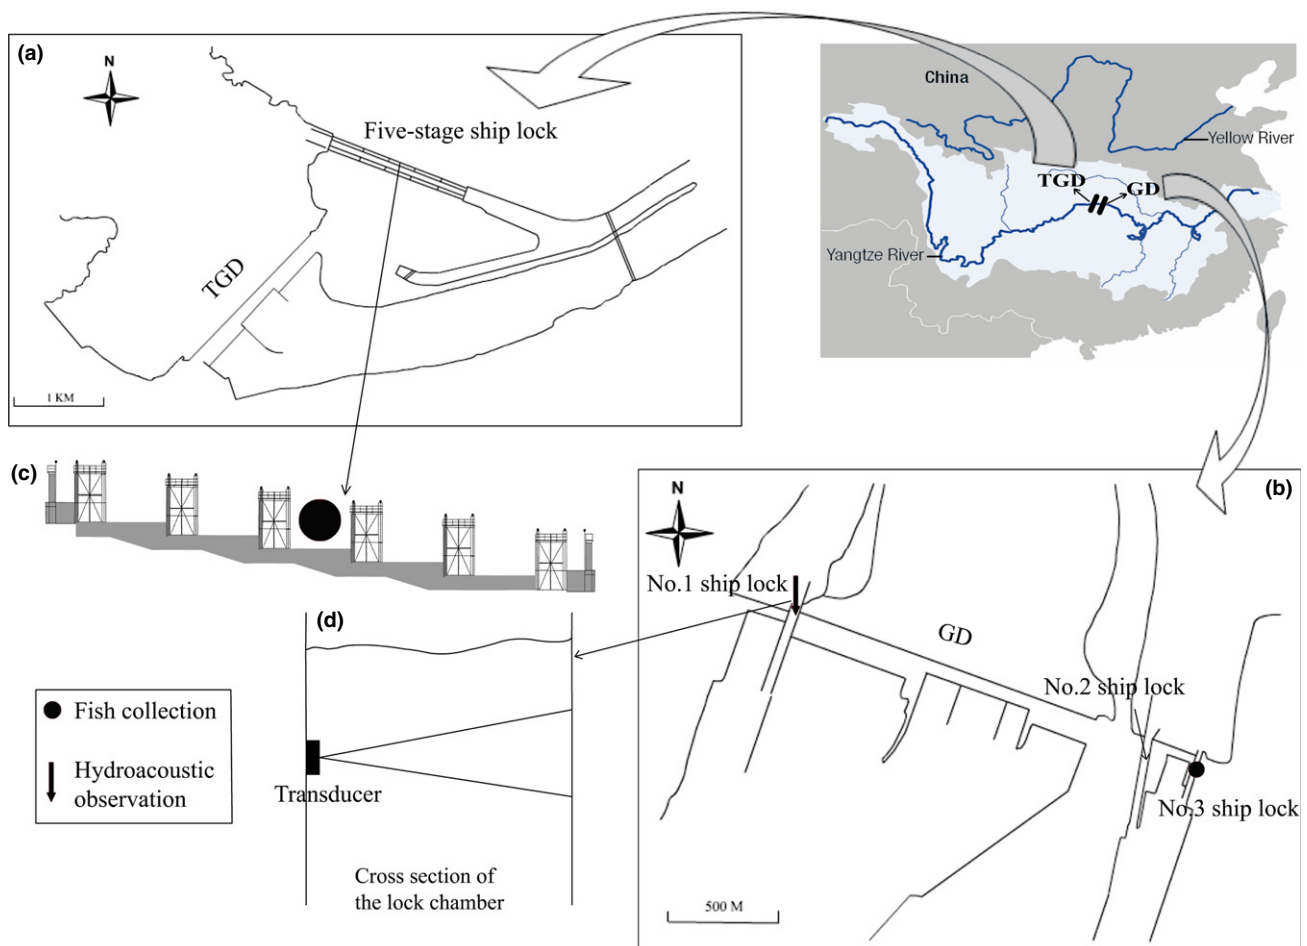 (a)
N
Five-stage ship lock
TGD
1 KM
China
Yellow River
TGD
GD
Yangtze River
(c)
(b)
N
No.1 ship lock
GD
No.2 ship lock
No.3 ship lock
500 M
(d)
Transducer
Cross section of
the lock chamber
Fish collection
Hydroacoustic
observation